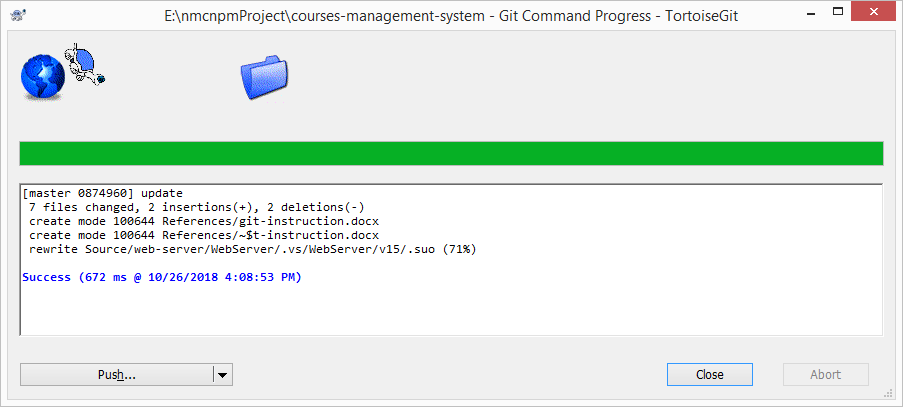 E:\nmcnpmProject\courses-management-system - Git Command Progress - TortoiseGit
[master 0874960] update
7 files changed, 2 insertions(+), 2 deletions(-)
create mode 100644 References/git-instruction.docx
create mode 100644 References/~$t-instruction.docx
rewrite Source/web-server/WebServer/.vs/WebServer/v15/.suo (71%)
Success (672 ms @ 10/26/2018 4:08:53 PM)
Push...
Close
Abort